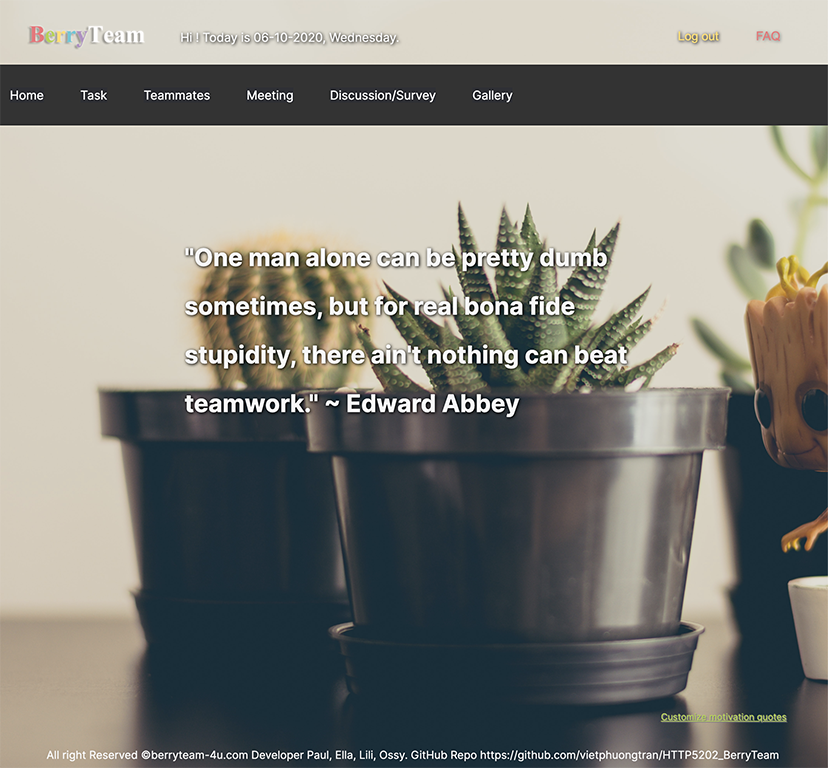 BerryTeam
Hi ! Today is 06-10-2020, Wednesday.
Log out
FAQ
Home
Task
Teammates
Meeting
Discussion/Survey
Gallery
"One man alone can be pretty dumb
sometimes, but for real bona fide
stupidity, there ain't nothing can beat
teamwork." ~ Edward Abbey
Customize motivation quotes
All right Reserved ©berryteam-4u.com Developer Paul, Ella, Lili, Ossy. GitHub Repo https://github.com/vietphuongtran/HTTP5202_BerryTeam